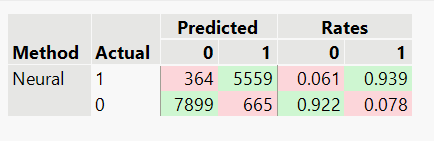 Predicted Rates
Method Actual 0 1 0 1
Neural 1 364 5559 0.061 0.939
0 7899 665 0.922 0.078